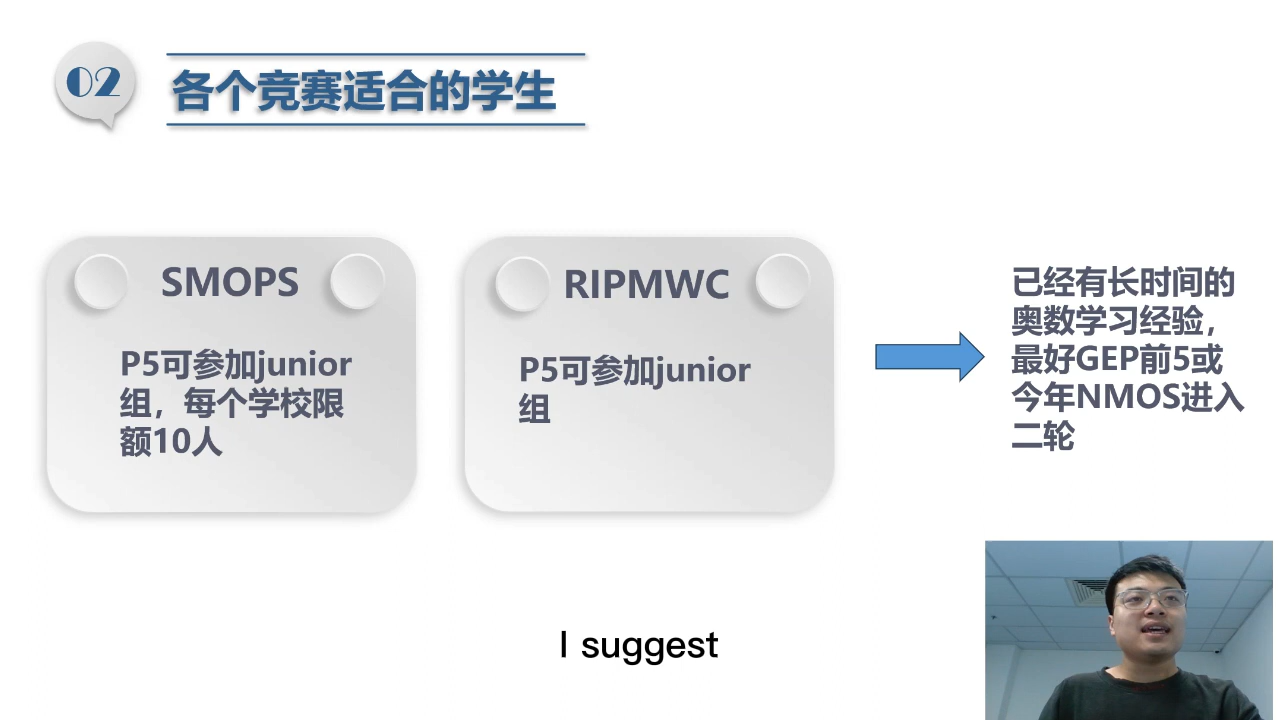 02
各个竞赛适合的学生
SMOPS
P5可参加junior
组，每个学校限
额10人
RIPMWC
P5可参加junior
组
已经有长时间的
奥数学习经验，
最好GEP前5或
今年NMOS进入
二轮
I suggest